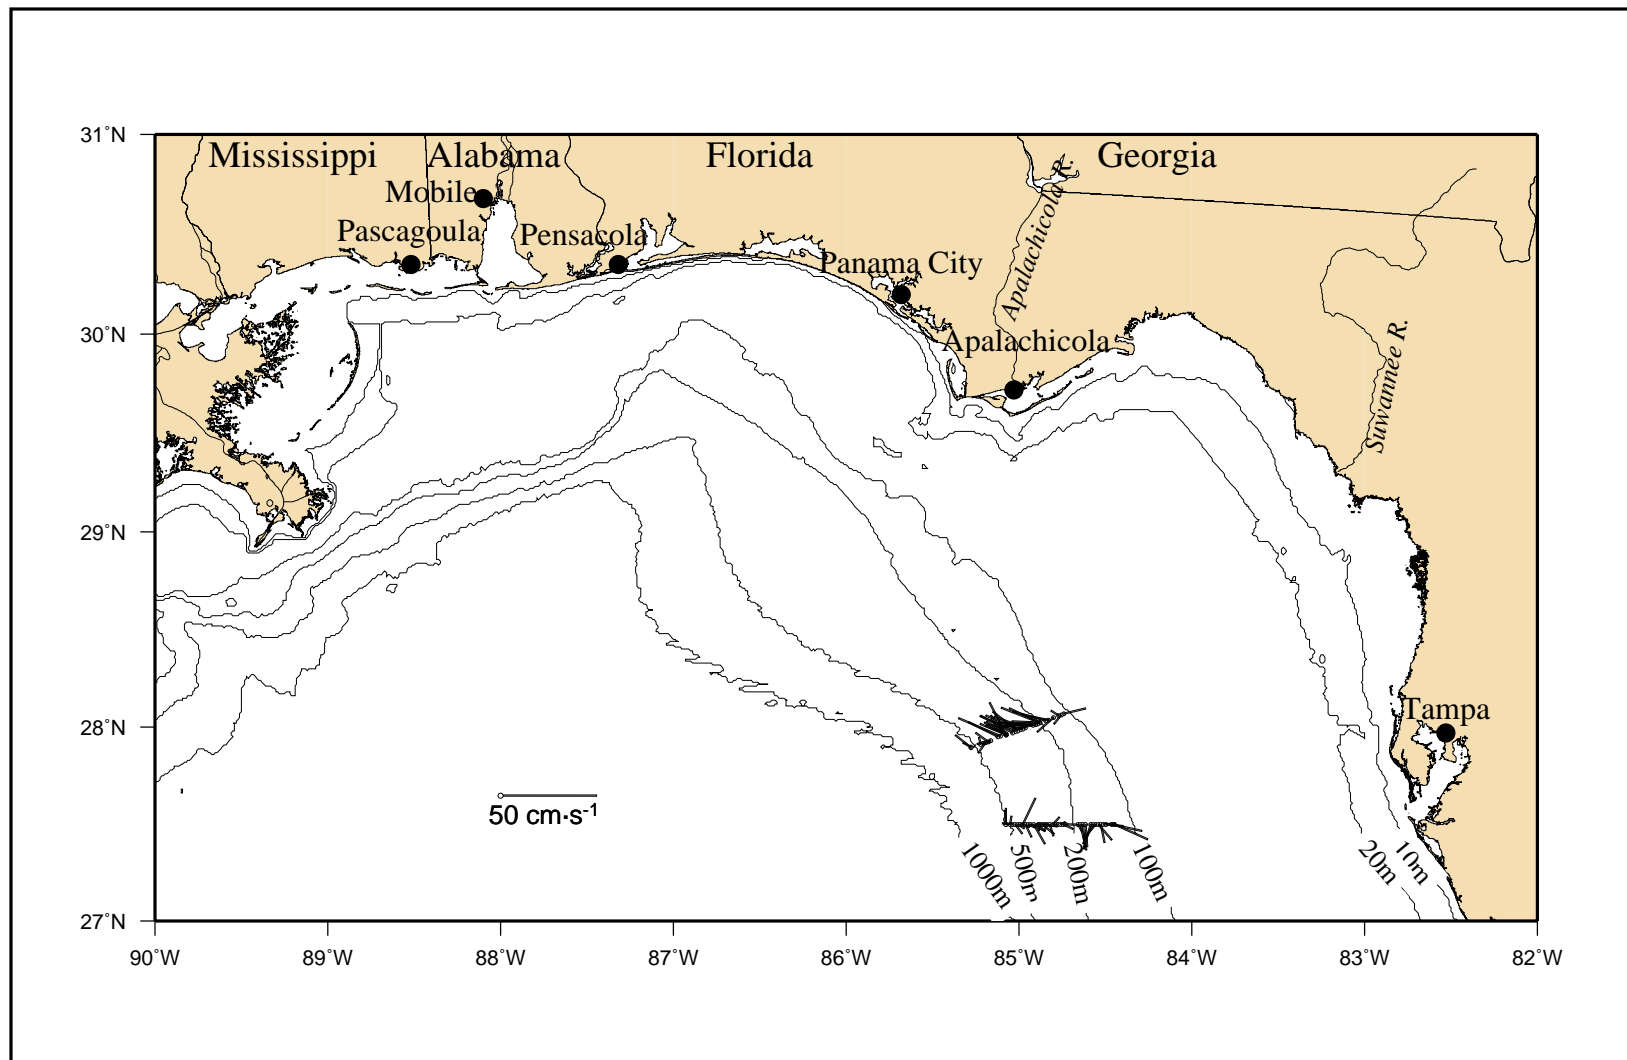 31°N
Mississippi Alabama Florida Georgia
Mobile
Apalachicola R.
Pascagoula
Pensacola
Panama City
30°N
Apalachicola
Suwannee R.
29°N
28°N
Tampa
50 cm·s-1
1000m 500m 200m 100m 20m 10m
27°N
90°W 89°W 88°W 87°W 86°W 85°W 84°W 83°W 82°W